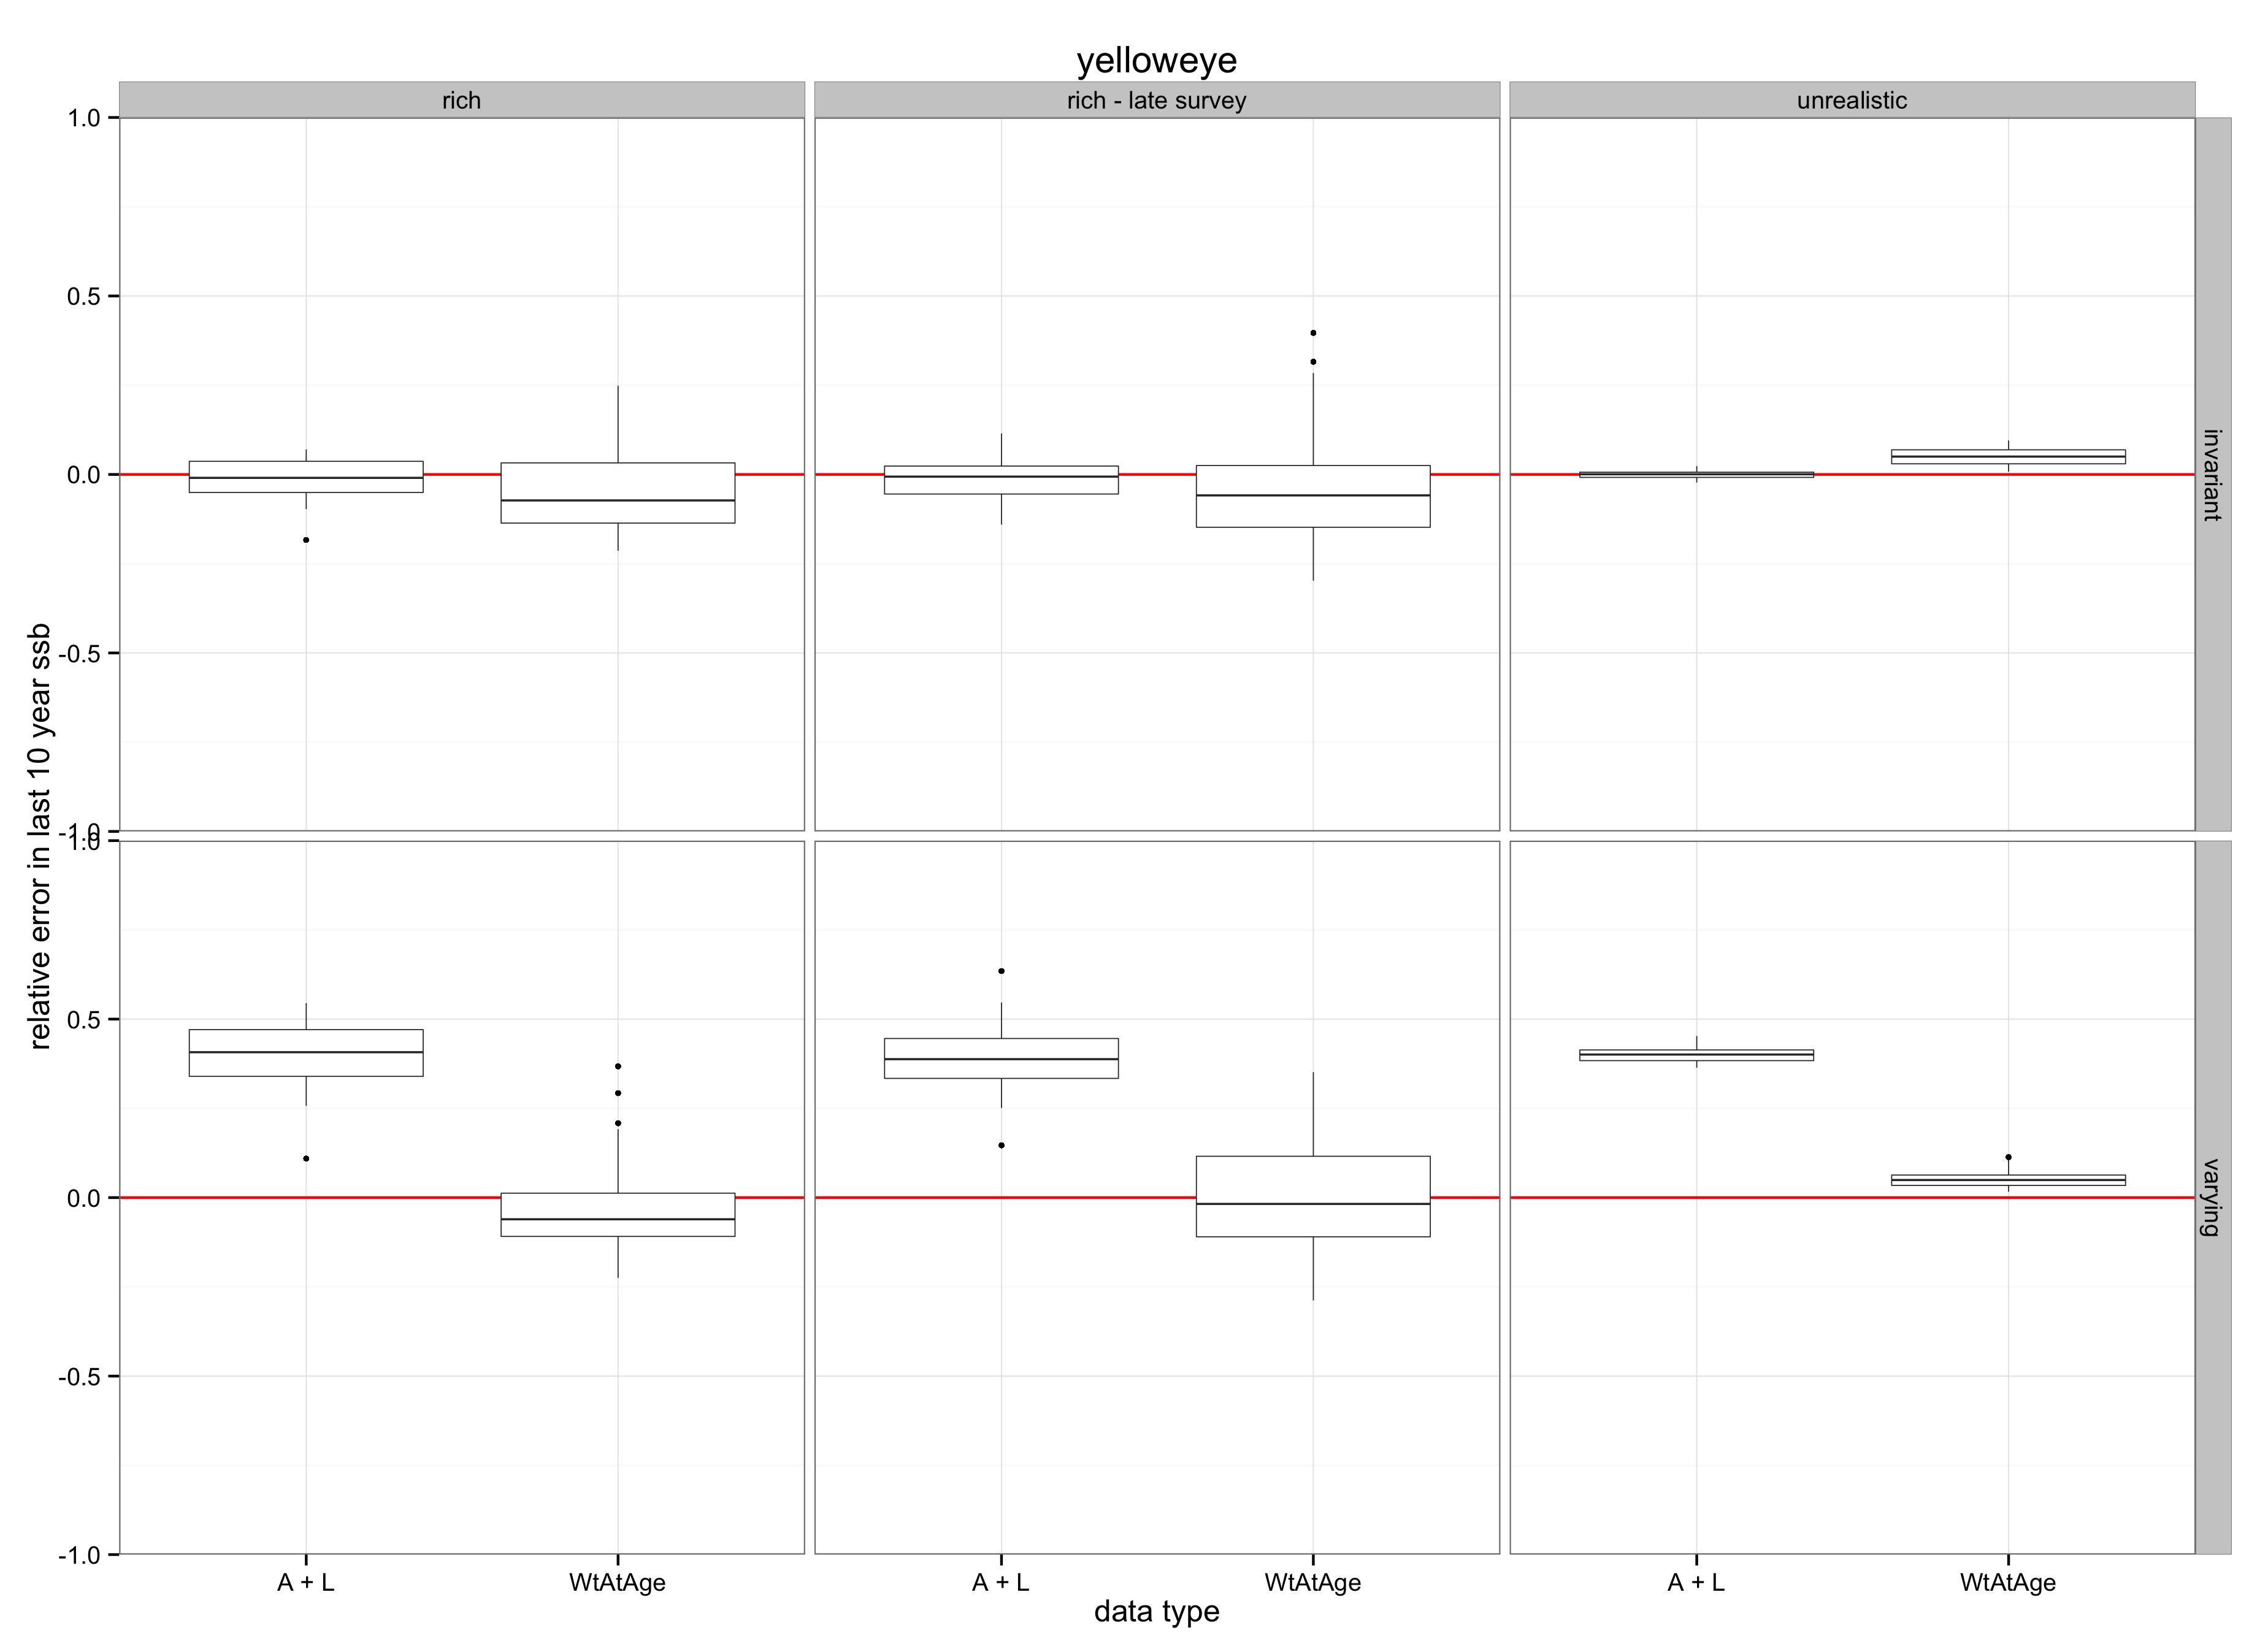 yelloweye
rich
rich - late survey
unrealistic
1.0
0.5
0.0
-0.5
-1.0
invariant
relative error in last 10 year ssb
1.0
0.5
0.0
-0.5
-1.0
varying
A + L
WtAtAge
A + L
WtAtAge
A + L
WtAtAge
data type